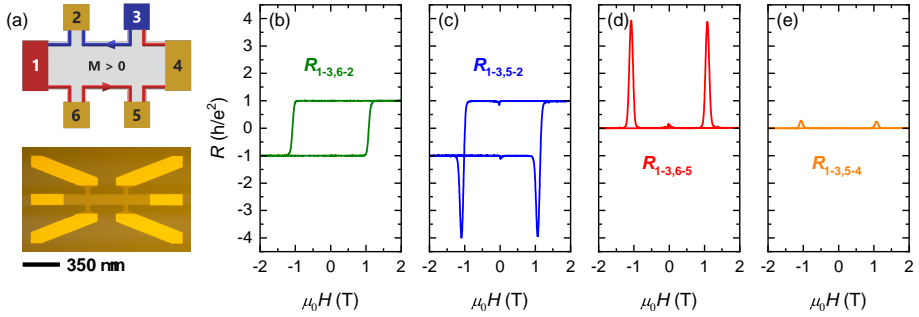 (a)
2
3
1
M > 0
4
6
5
350 nm
(b)
(c)
(d)
(e)
R (h/e²)
4
3
2
1
0
-1
-2
-3
-4
R₁₋₃,₆₋₂
R₁₋₃,₅₋₂
R₁₋₃,₆₋₅
R₁₋₃,₅₋₄
-2 -1 0 1 2
-2 -1 0 1 2
-2 -1 0 1 2
-2 -1 0 1 2
μ₀H (T)
μ₀H (T)
μ₀H (T)
μ₀H (T)